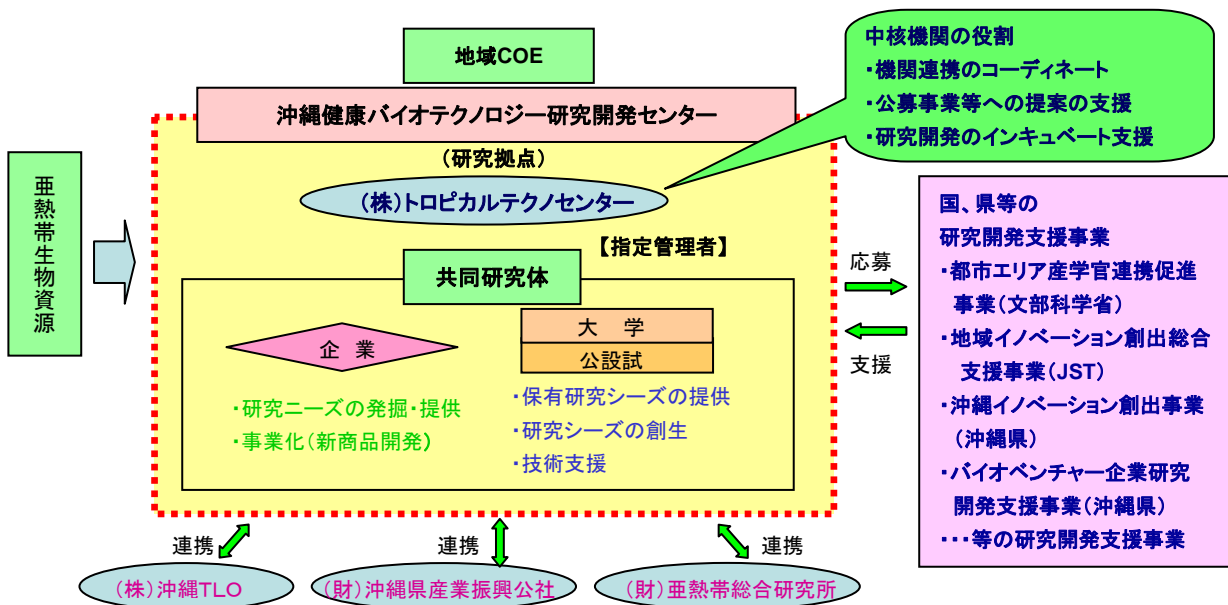 地域COE
沖縄健康バイオテクノロジー研究開発センター
(研究拠点)
(株)トロピカルテクノセンター
【指定管理者】
中核機関の役割
・機関連携のコーディネート
・公募事業等への提案の支援
・研究開発のインキュベート支援
亜熱帯生物資源
共同研究体
企 業
・研究ニーズの発掘・提供
・事業化(新商品開発)
大 学
公設試
・保有研究シーズの提供
・研究シーズの創生
・技術支援
応募
支援
国、県等の
研究開発支援事業
・都市エリア産学官連携促進
事業(文部科学省)
・地域イノベーション創出総合
支援事業(JST)
・沖縄イノベーション創出事業
(沖縄県)
・バイオベンチャー企業研究
開発支援事業(沖縄県)
・・・等の研究開発支援事業
連携
連携
連携
(株)沖縄TLO
(財)沖縄県産業振興公社
(財)亜熱帯総合研究所